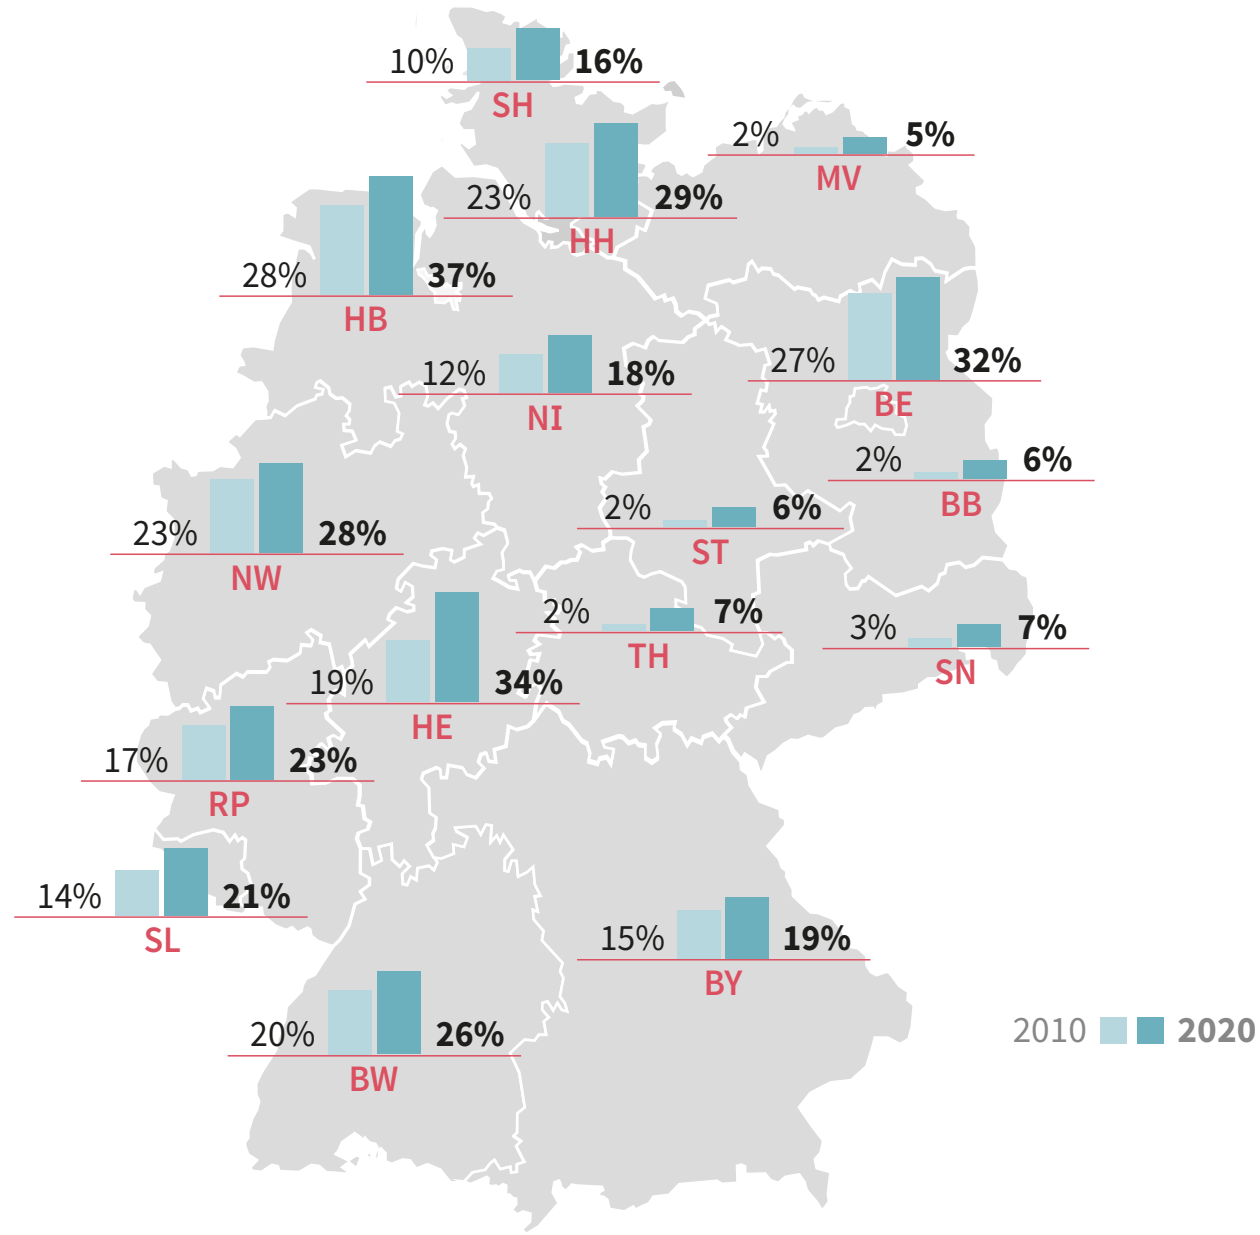 10% 16%
SH
2% 5%
MV
23% 29%
HH
28% 37%
HB
27% 32%
BE
12% 18%
NI
2% 6%
BB
2% 6%
ST
23% 28%
NW
2% 7%
TH
3% 7%
SN
19% 34%
HE
17% 23%
RP
14% 21%
SL
15% 19%
BY
20% 26%
BW
2010 2020